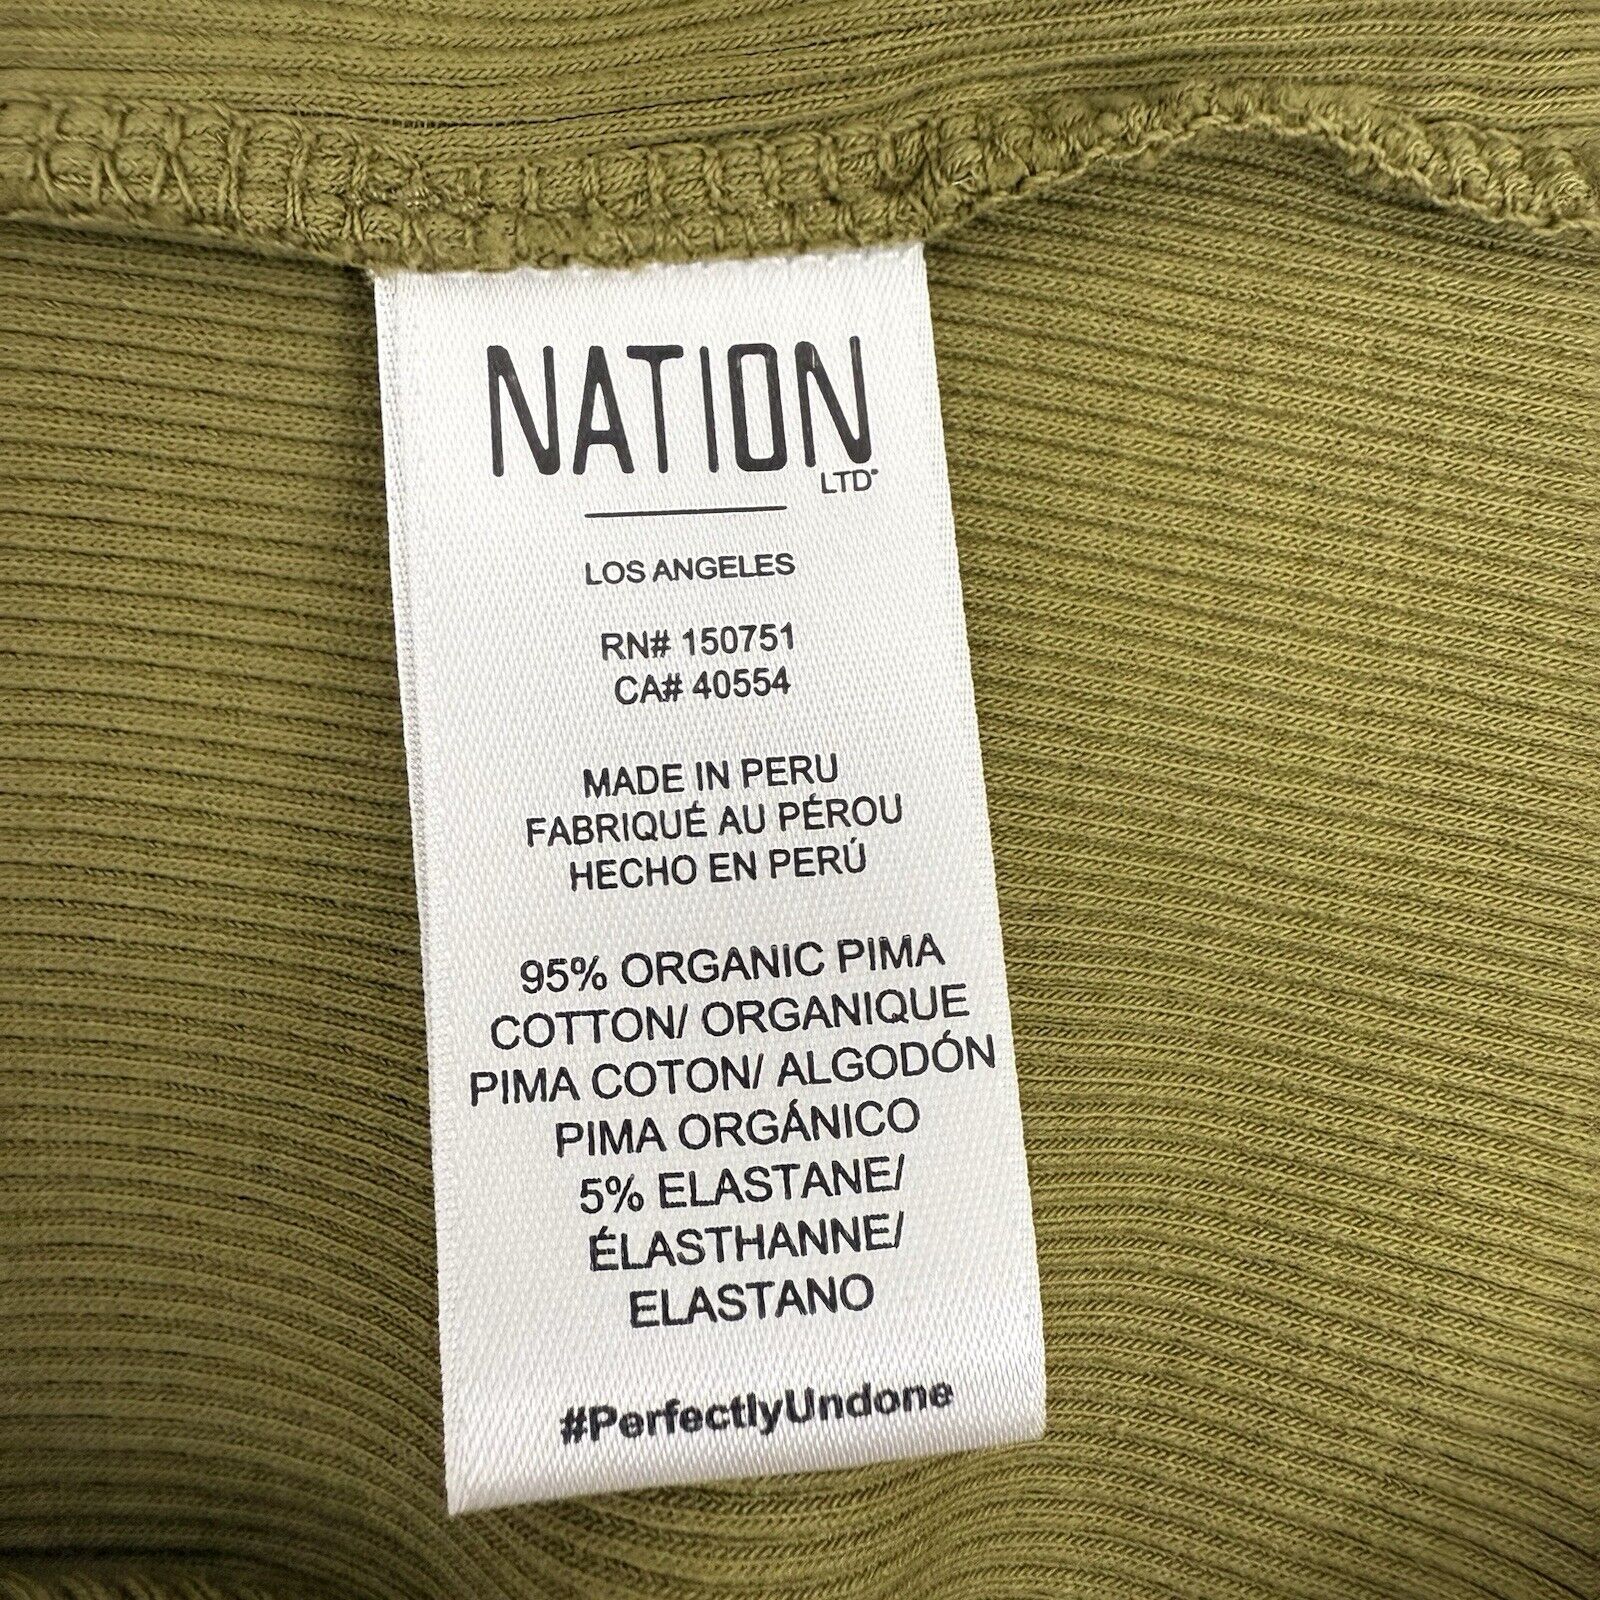 NATION
LTD
LOS ANGELES
RN# 150751
CA# 40554
MADE IN PERU
FABRIQUÉ AU PÉROU
HECHO EN PERÚ
95% ORGANIC PIMA
COTTON/ ORGANIQUE
PIMA COTON/ ALGODÓN
PIMA ORGÁNICO
5% ELASTANE/
ÉLASTHANNE/
ELASTANO
#PerfectlyUndone